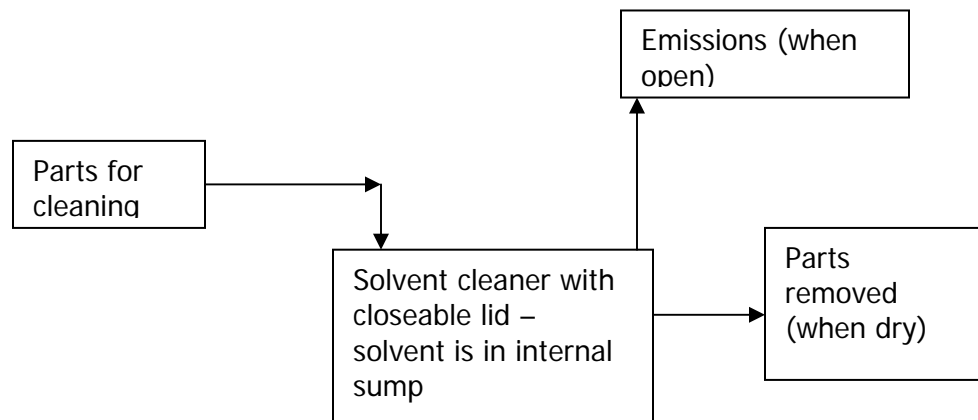 Emissions (when
open)
Parts for
cleaning
Solvent cleaner with
closeable lid –
solvent is in internal
sump
Parts
removed
(when dry)